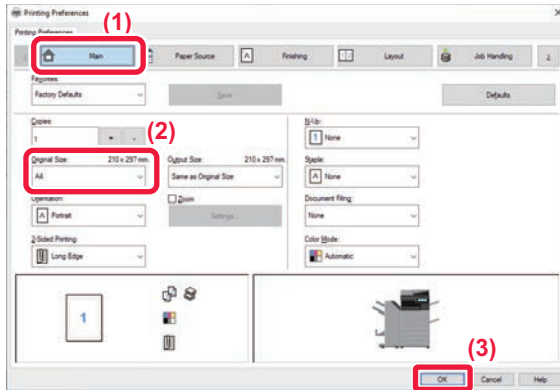 Printing Preferences
(1)
Printing Preferences
Main
Paper Source
Finishing
Layout
Job Handling
Favorites:
Factory Defaults
Save
Defaults
Copies:
1
+
-
(2)
N-Up:
1 None
Original Size:
210 x 297 mm.
Output Size:
210 x 297 mm.
A4
Same as Original Size
Staple:
A None
Orientation:
Zoom
Document Filing:
A Portrait
Settings...
None
2-Sided Printing:
Color Mode:
Long Edge
Automatic
1
(3)
OK
Cancel
Help